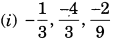 (i) -1/3, -4/3, -2/9